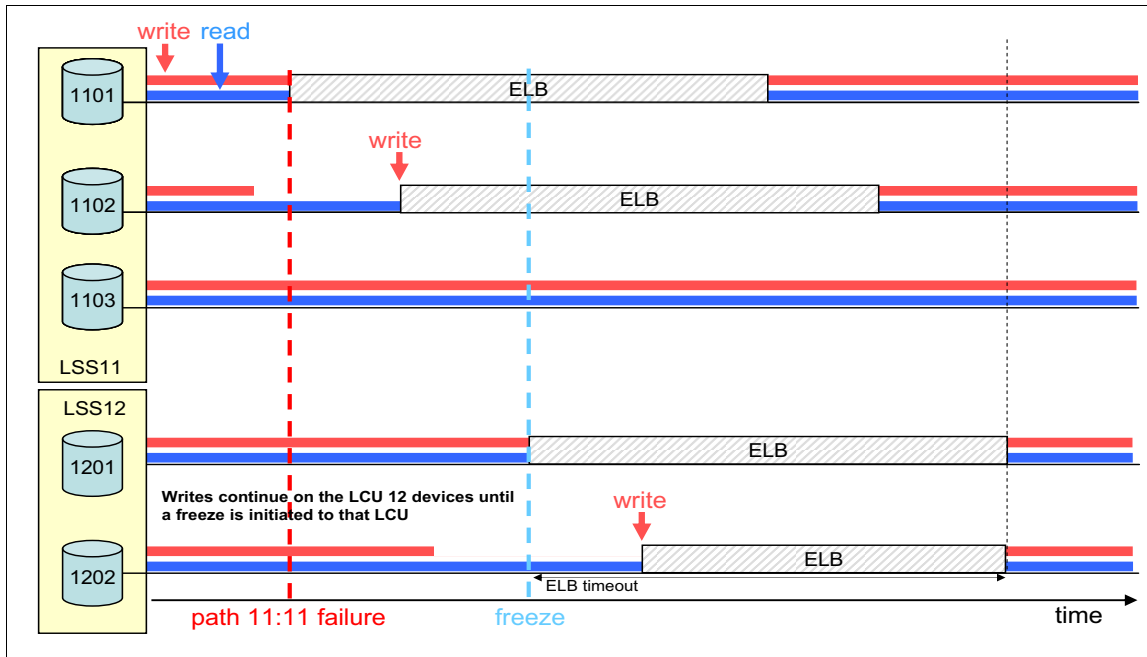 write read
1101
ELB
write
1102
ELB
1103
LSS11
LSS12
1201
ELB
Writes continue on the LCU 12 devices until
a freeze is initiated to that LCU
write
1202
ELB
ELB timeout
path 11:11 failure
freeze
time